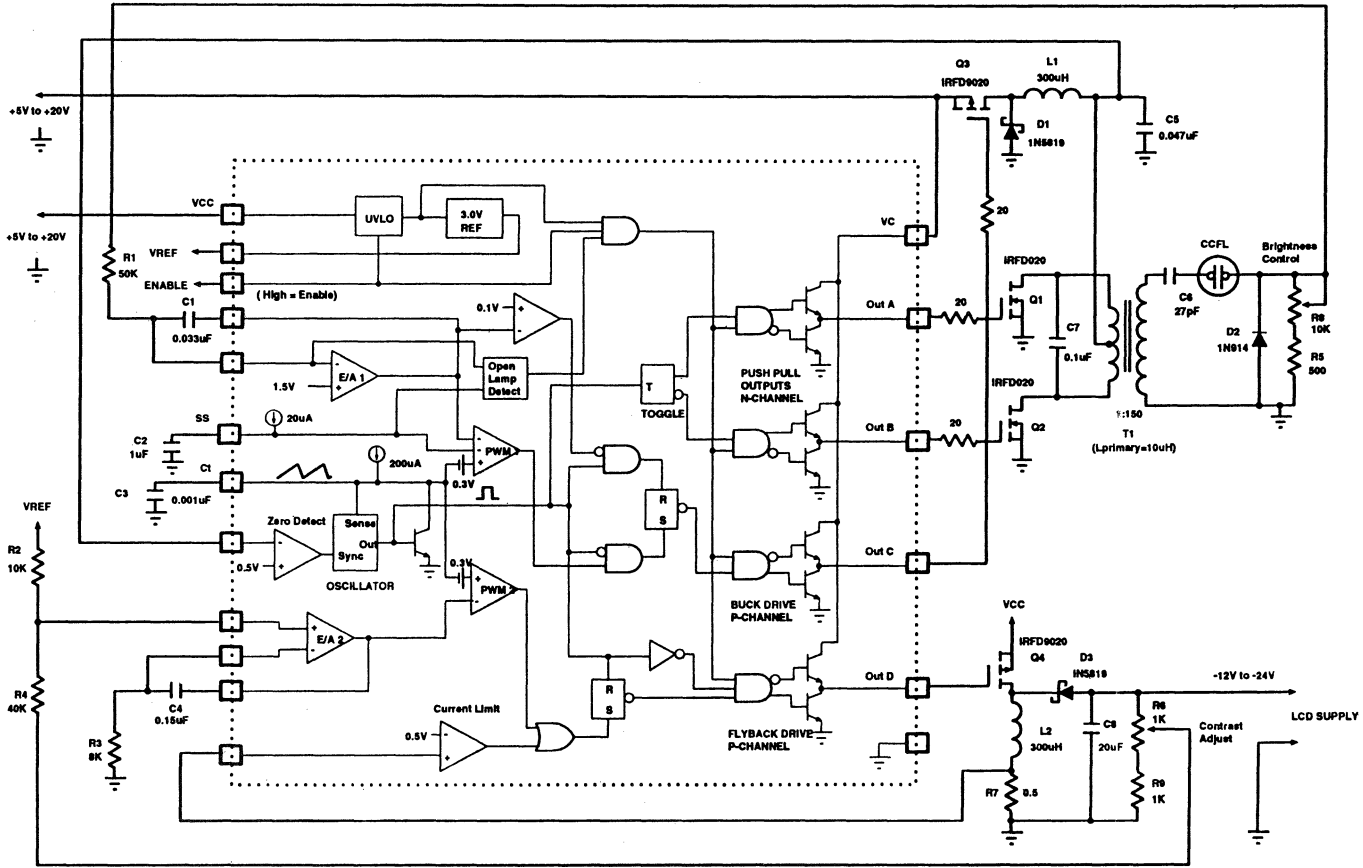 Q3
IRFD9020
L1
300uH
+5V to +20V
D1
1N5819
C5
0.047uF
VCC
UVLO
3.0V
REF
20
VC
+5V to +20V
VREF
R1
50K
ENABLE
( High = Enable)
CCFL
Brightness
Control
IRFD020
C1
0.033uF
0.1V
Out A
20
Q1
C6
27pF
R8
10K
C7
0.1uF
D2
1N914
E/A 1
1.5V
Open
Lamp
Detect
T
TOGGLE
PUSH PULL
OUTPUTS
N-CHANNEL
IRFD020
R5
500
SS
20uA
C2
1uF
Out B
20
Q2
:150
T1
(Lprimary=10uH)
PWM
Ct
200uA
0.3V
C3
0.001uF
R
S
VREF
Zero Detect
Sense
Out
Sync
0.5V
OSCILLATOR
R2
10K
0.3V
PWM 2
Out C
BUCK DRIVE
P-CHANNEL
VCC
E/A 2
IRFD9020
Q4
D3
IN5819
R4
40K
C4
0.15uF
R
S
Out D
-12V to -24V
R6
1K
Contrast
Adjust
LCD SUPPLY
Current Limit
0.5V
FLYBACK DRIVE
P-CHANNEL
L2
300uH
C8
20uF
R3
8K
R7
0.5
R9
1K